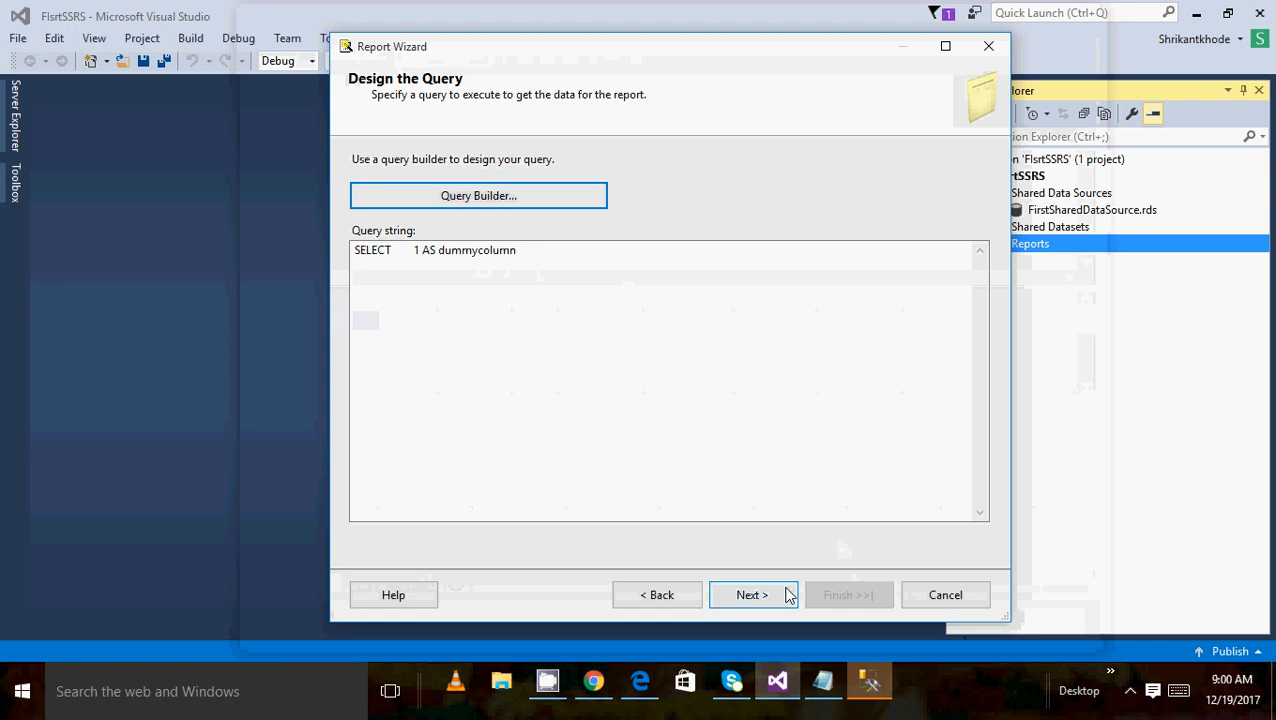 FlsrtSSRS - Microsoft Visual Studio
1
Quick Launch (Ctrl+Q)
File Edit View Project Build Debug Team
Shrikantkhode S
Debug
Server Explorer
Toolbox
Report Wizard
Design the Query
Specify a query to execute to get the data for the report.
Use a query builder to design your query.
Query Builder...
Query string:
SELECT 1 AS dummycolumn
Help
< Back
Next >
Finish >>|
Cancel
lorer
ion Explorer (Ctrl+;)
on 'FlsrtSSRS' (1 project)
rtSSRS
Shared Data Sources
FirstSharedDataSource.rds
Shared Datasets
Reports
Publish
Search the web and Windows
Desktop
9:00 AM
12/19/2017